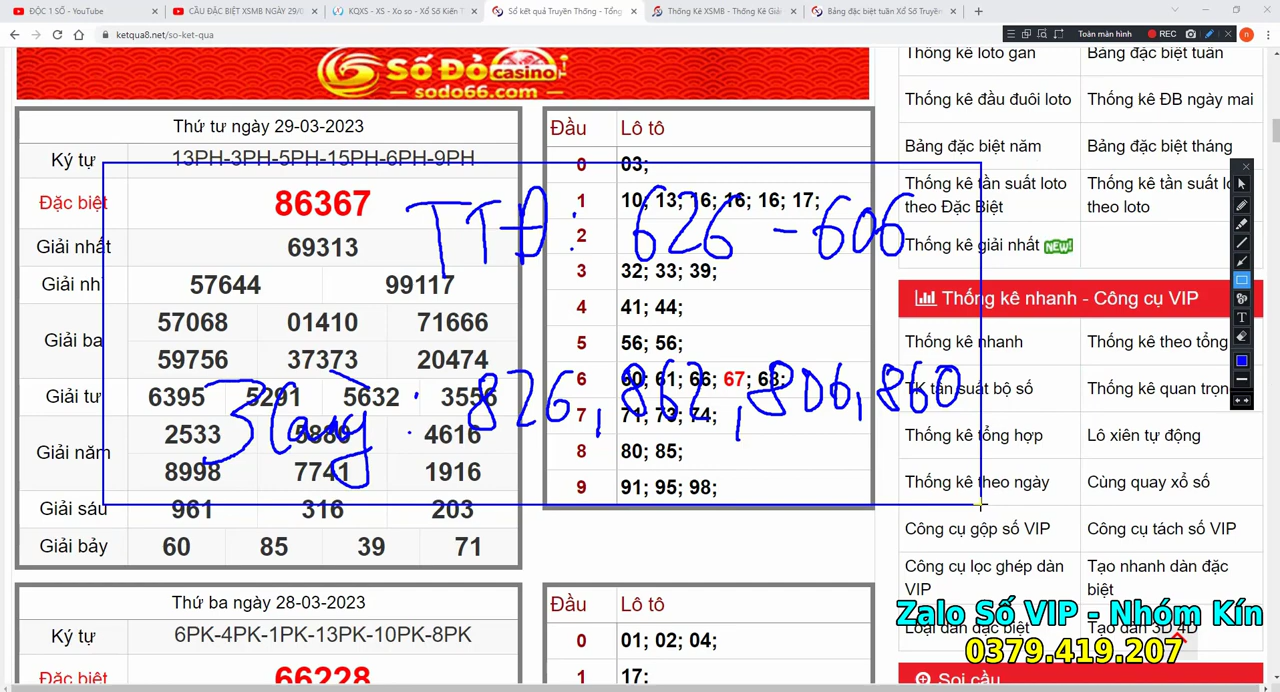 ĐỘC 1 SỐ - YouTube
CẦU ĐẶC BIỆT XSMB NGÀY 29/0
KQXS - XS - Xo so - Xổ Số Kiến T
Sổ kết quả Truyền Thống - Tổng
Thống Kê XSMB - Thống Kê Giải
Bảng đặc biệt tuần Xổ Số Truyền
ketqua8.net/so-ket-qua
Toàn màn hình
REC
n
Số Đỏ casino
sodo66.com
Thứ tư ngày 29-03-2023
Ký tự 13PH-3PH-5PH-15PH-6PH-9PH
Đặc biệt 86367
Giải nhất 69313
Giải nhì 57644 99117
Giải ba 57068 01410 71666
59756 37373 20474
Giải tư 6395 5291 5632 3556
Giải năm 2533 5880 4616
8998 7741 1916
Giải sáu 961 316 203
Giải bảy 60 85 39 71
Đầu Lô tô
0 03;
1 10; 13; 16; 16; 16; 17;
2
3 32; 33; 39;
4 41; 44;
5 56; 56;
6 60; 61; 66; 67; 68;
7 71; 73; 74;
8 80; 85;
9 91; 95; 98;
TTĐ: 626 - 606
3 Càng: 826, 862, 806, 860
Thứ ba ngày 28-03-2023
Ký tự 6PK-4PK-1PK-13PK-10PK-8PK
Đặc biệt 66228
Đầu Lô tô
0 01; 02; 04;
1 17;
Thống kê loto gan Bảng đặc biệt tuần
Thống kê đầu đuôi loto Thống kê ĐB ngày mai
Bảng đặc biệt năm Bảng đặc biệt tháng
Thống kê tần suất loto theo Đặc Biệt Thống kê tần suất theo loto
Thống kê giải nhất NEW!
Thống kê nhanh - Công cụ VIP
Thống kê nhanh Thống kê theo tổng
TK tần suất bộ số Thống kê quan trọng
Thống kê tổng hợp Lô xiên tự động
Thống kê theo ngày Cùng quay xổ số
Công cụ gộp số VIP Công cụ tách số VIP
Công cụ lọc ghép dàn VIP Tạo nhanh dàn đặc biệt
Loại dàn đặc biệt Tạo dàn 3D 4D
Soi cầu
T
Zalo Số VIP - Nhóm Kín
0379.419.207